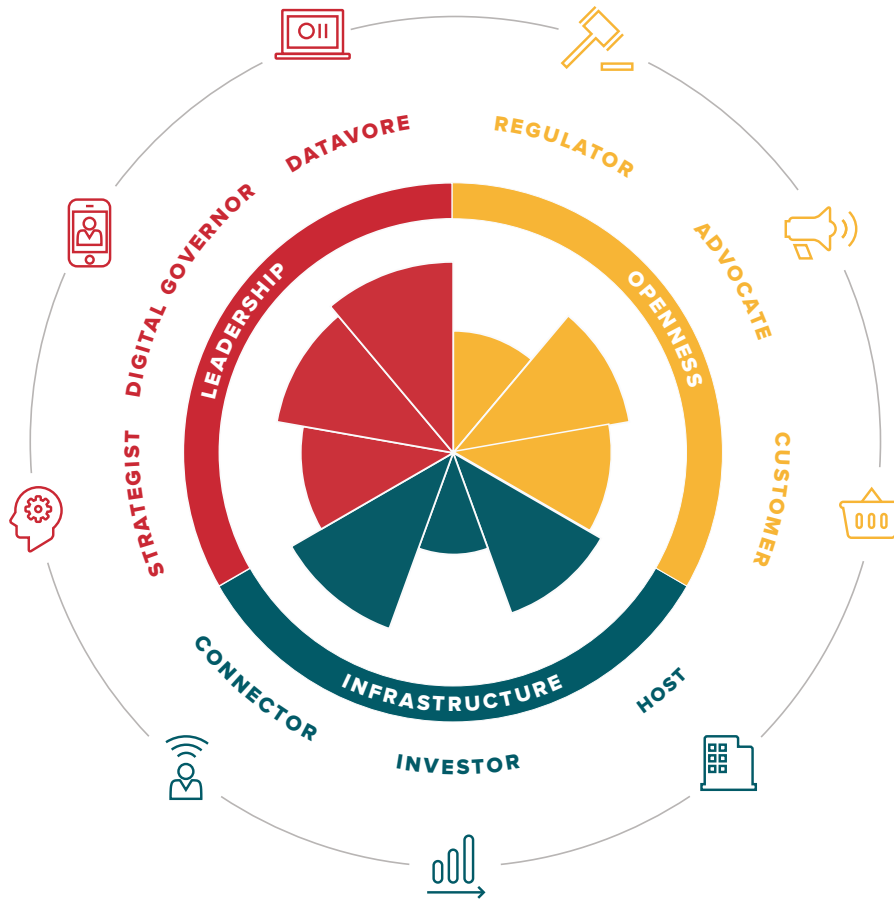 DATAVORE
REGULATOR
DIGITAL GOVERNOR
ADVOCATE
LEADERSHIP
OPENNESS
STRATEGIST
CUSTOMER
CONNECTOR
INFRASTRUCTURE
HOST
INVESTOR